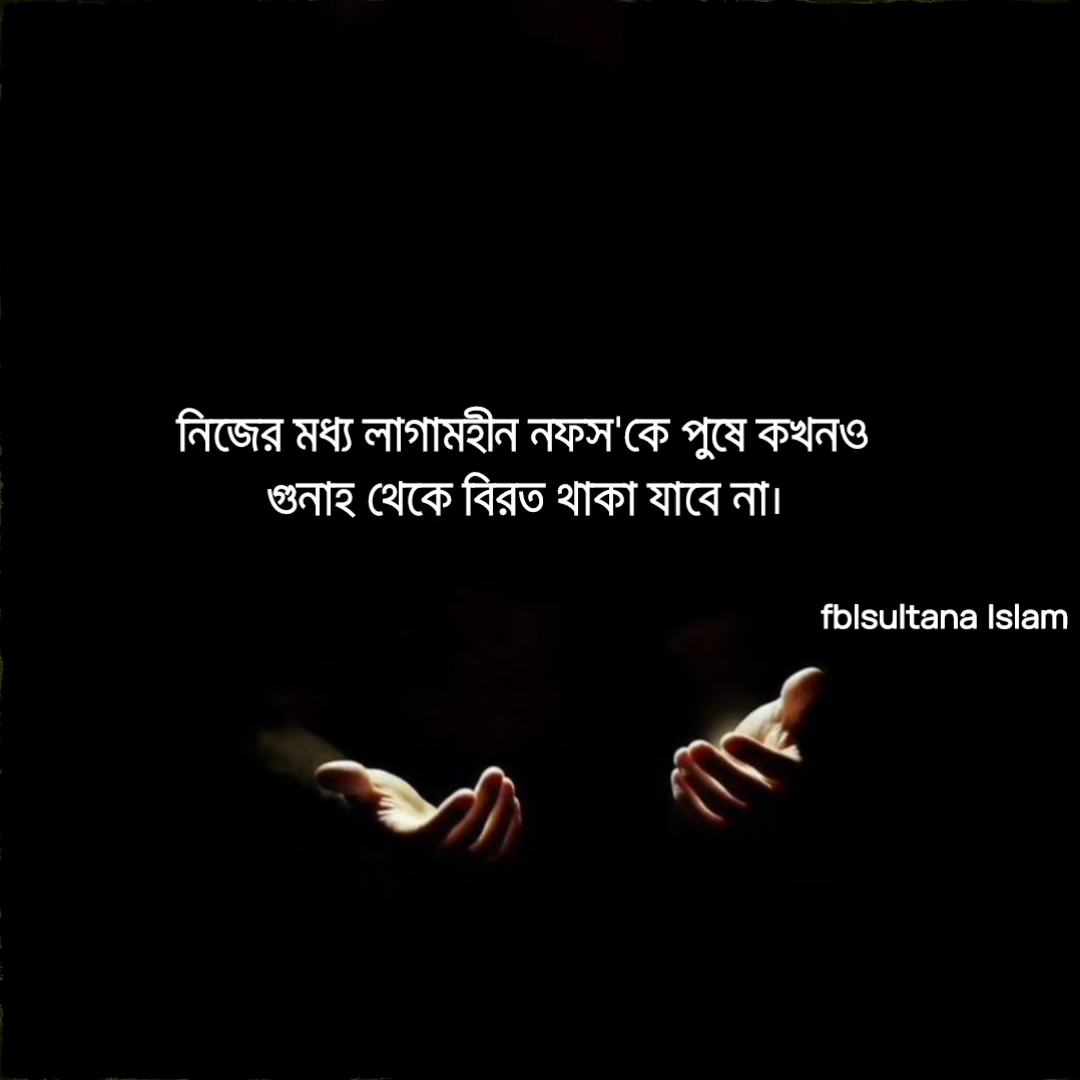 নিজের মধ্য লাগামহীন নফস'কে পুষে কখনও
গুনাহ থেকে বিরত থাকা যাবে না।
fblsultana Islam